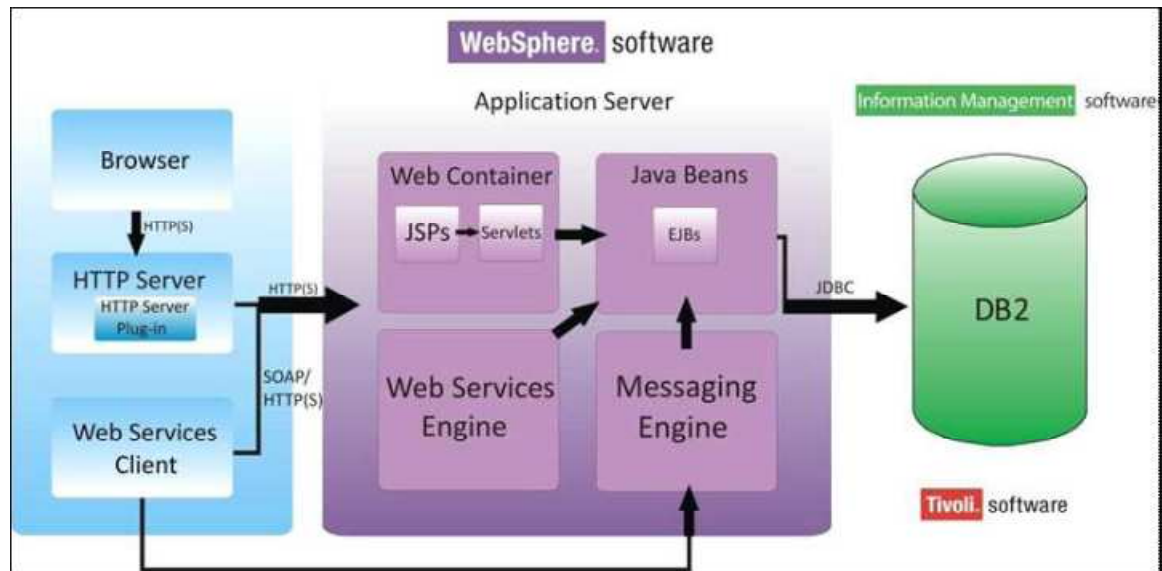 WebSphere. software
Application Server
Information Management software
Browser
HTTP(S)
HTTP Server
HTTP Server
Plug-in
HTTP(S)
SOAP/
HTTP(S)
Web Services
Client
Web Container
JSPs
Servlets
Java Beans
EJBs
Web Services
Engine
Messaging
Engine
JDBC
DB2
Tivoli. software